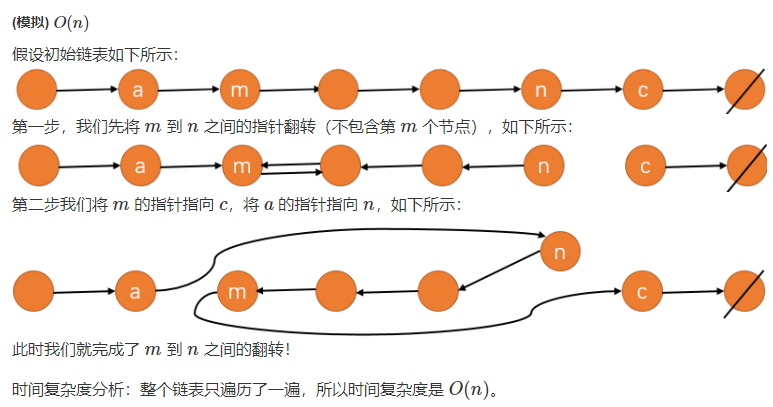 (模拟) O(n)
假设初始链表如下所示：
a m n c
第一步，我们先将 m 到 n 之间的指针翻转（不包含第 m 个节点），如下所示：
a m n c
第二步我们将 m 的指针指向 c，将 a 的指针指向 n，如下所示：
n
a m c
此时我们就完成了 m 到 n 之间的翻转！
时间复杂度分析：整个链表只遍历了一遍，所以时间复杂度是 O(n)。